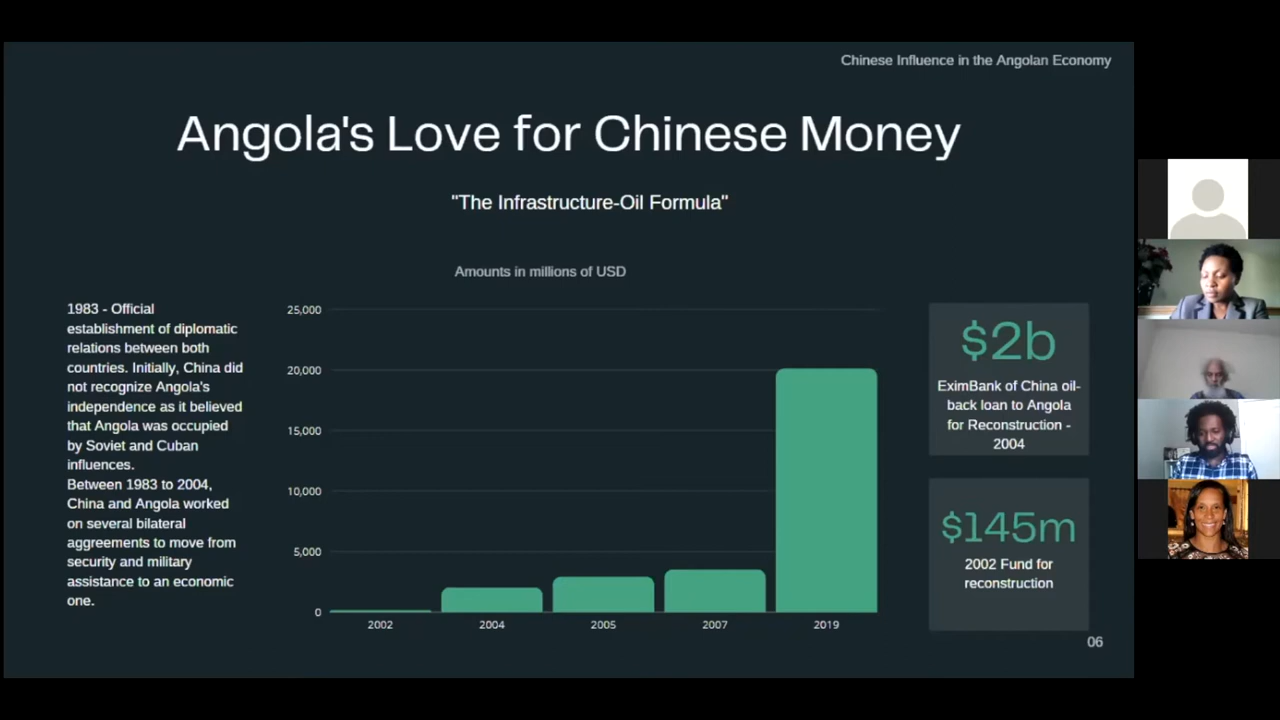 Chinese Influence in the Angolan Economy
Angola's Love for Chinese Money
"The Infrastructure-Oil Formula"
Amounts in millions of USD
1983 - Official
establishment of diplomatic
relations between both
countries. Initially, China did
not recognize Angola's
independence as it believed
that Angola was occupied
by Soviet and Cuban
influences.
Between 1983 to 2004,
China and Angola worked
on several bilateral
aggreements to move from
security and military
assistance to an economic
one.
25,000
20,000
15,000
10,000
5,000
0
2002
2004
2005
2007
2019
$2b
EximBank of China oil-
back loan to Angola
for Reconstruction -
2004
$145m
2002 Fund for
reconstruction
06